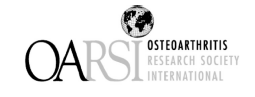 OARSI
OSTEOARTHRITIS
RESEARCH SOCIETY
INTERNATIONAL